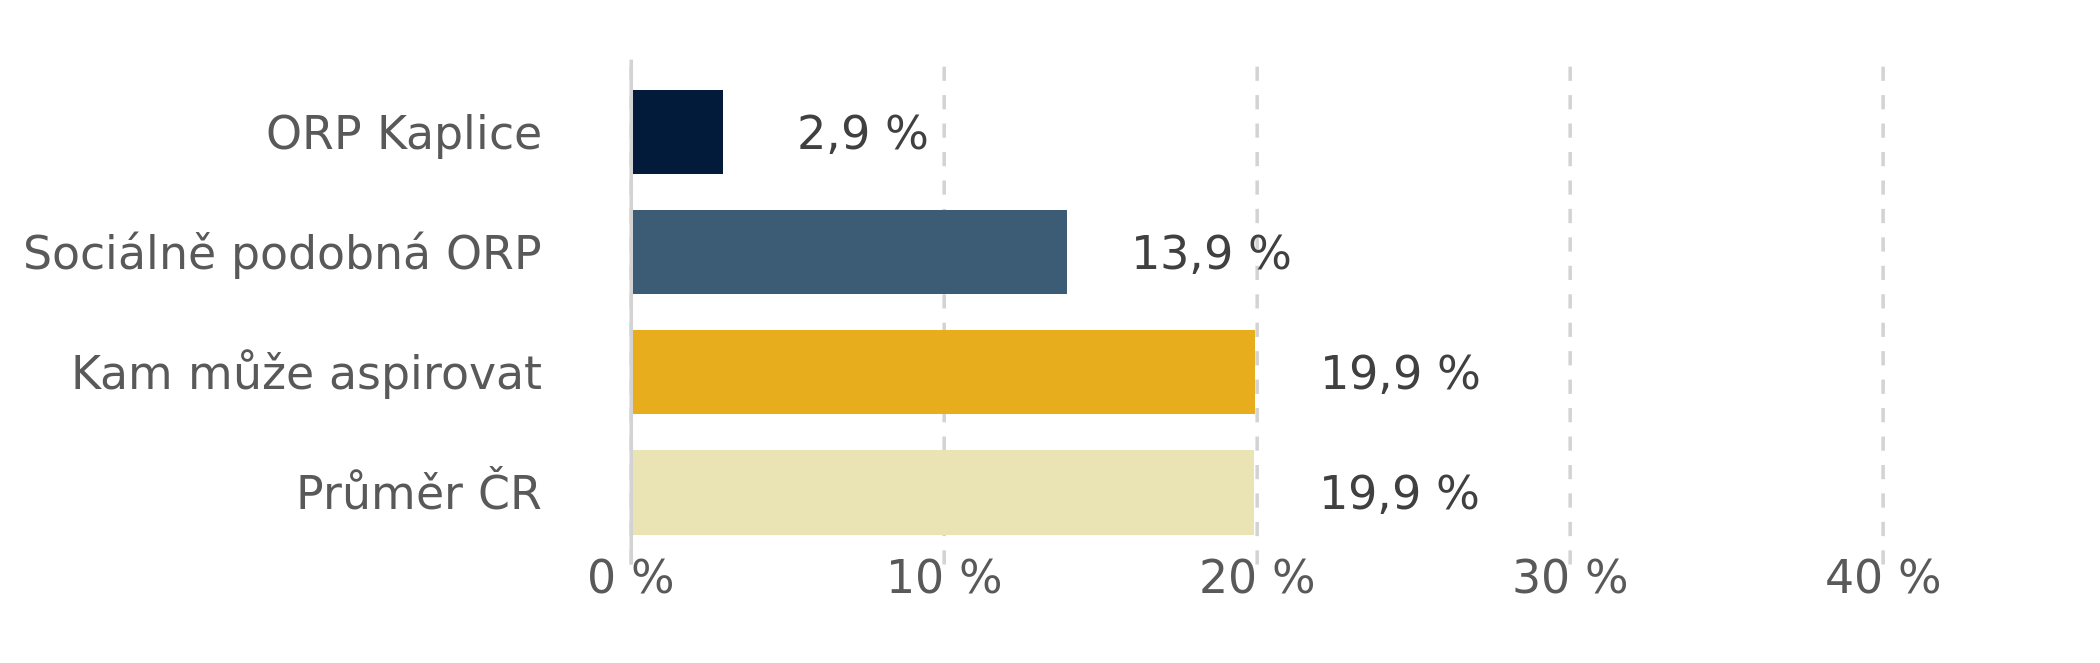 ORP Kaplice 2,9 %
Sociálně podobná ORP 13,9 %
Kam může aspirovat 19,9 %
Průměr ČR 19,9 %
0 % 10 % 20 % 30 % 40 %